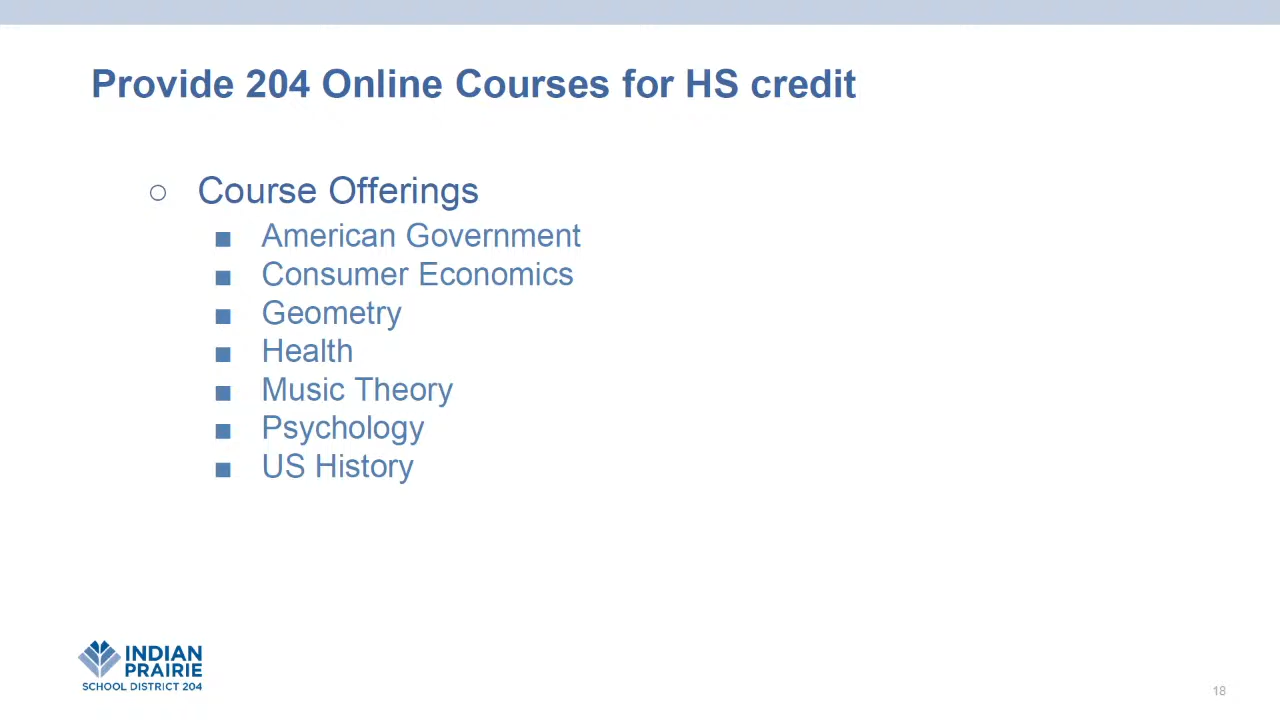 Provide 204 Online Courses for HS credit
○ Course Offerings
■ American Government
■ Consumer Economics
■ Geometry
■ Health
■ Music Theory
■ Psychology
■ US History
INDIAN
PRAIRIE
SCHOOL DISTRICT 204
18